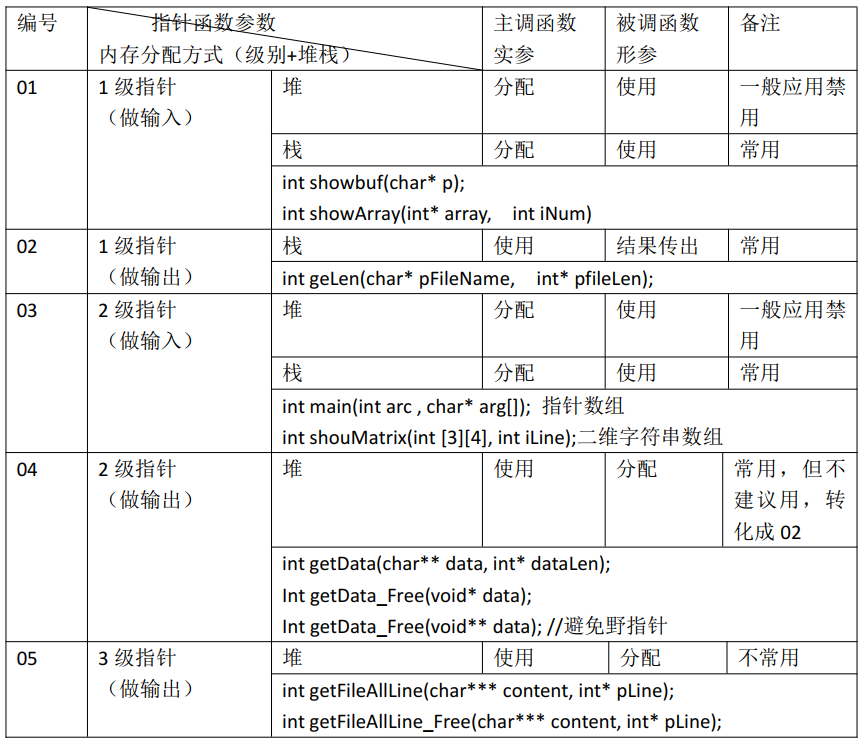 编号 指针函数参数 主调函数 被调函数 备注
内存分配方式（级别+堆栈） 实参 形参
01 1 级指针 堆 分配 使用 一般应用禁
（做输入） 用
栈 分配 使用 常用
int showbuf(char* p);
int showArray(int* array, int iNum)
02 1 级指针 栈 使用 结果传出 常用
（做输出） int geLen(char* pFileName, int* pfileLen);
03 2 级指针 堆 分配 使用 一般应用禁
（做输入） 用
栈 分配 使用 常用
int main(int arc , char* arg[]); 指针数组
int shouMatrix(int [3][4], int iLine);二维字符串数组
04 2 级指针 堆 使用 分配 常用，但不
（做输出） 建议用，转
化成 02
int getData(char** data, int* dataLen);
Int getData_Free(void* data);
Int getData_Free(void** data); //避免野指针
05 3 级指针 堆 使用 分配 不常用
（做输出） int getFileAllLine(char*** content, int* pLine);
int getFileAllLine_Free(char*** content, int* pLine);